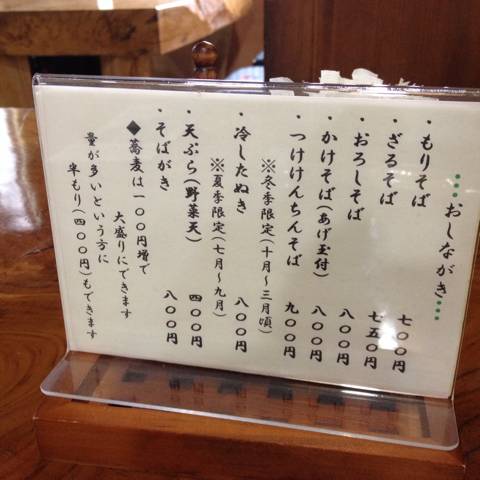 ・・・おしながき・・・
・もりそば 七〇〇円
・ざるそば 七五〇円
・おろしそば 八〇〇円
・かけそば(あげ玉付) 八〇〇円
・つけけんちんそば 九〇〇円
※冬季限定(十月〜三月頃)
・冷したぬき 八〇〇円
※夏季限定(七月〜九月)
・天ぷら(野菜天) 四〇〇円
・そばがき 八〇〇円
◆蕎麦は一〇〇円増で
大盛りにできます
量が多いという方に
半もり(四〇〇円)もできます